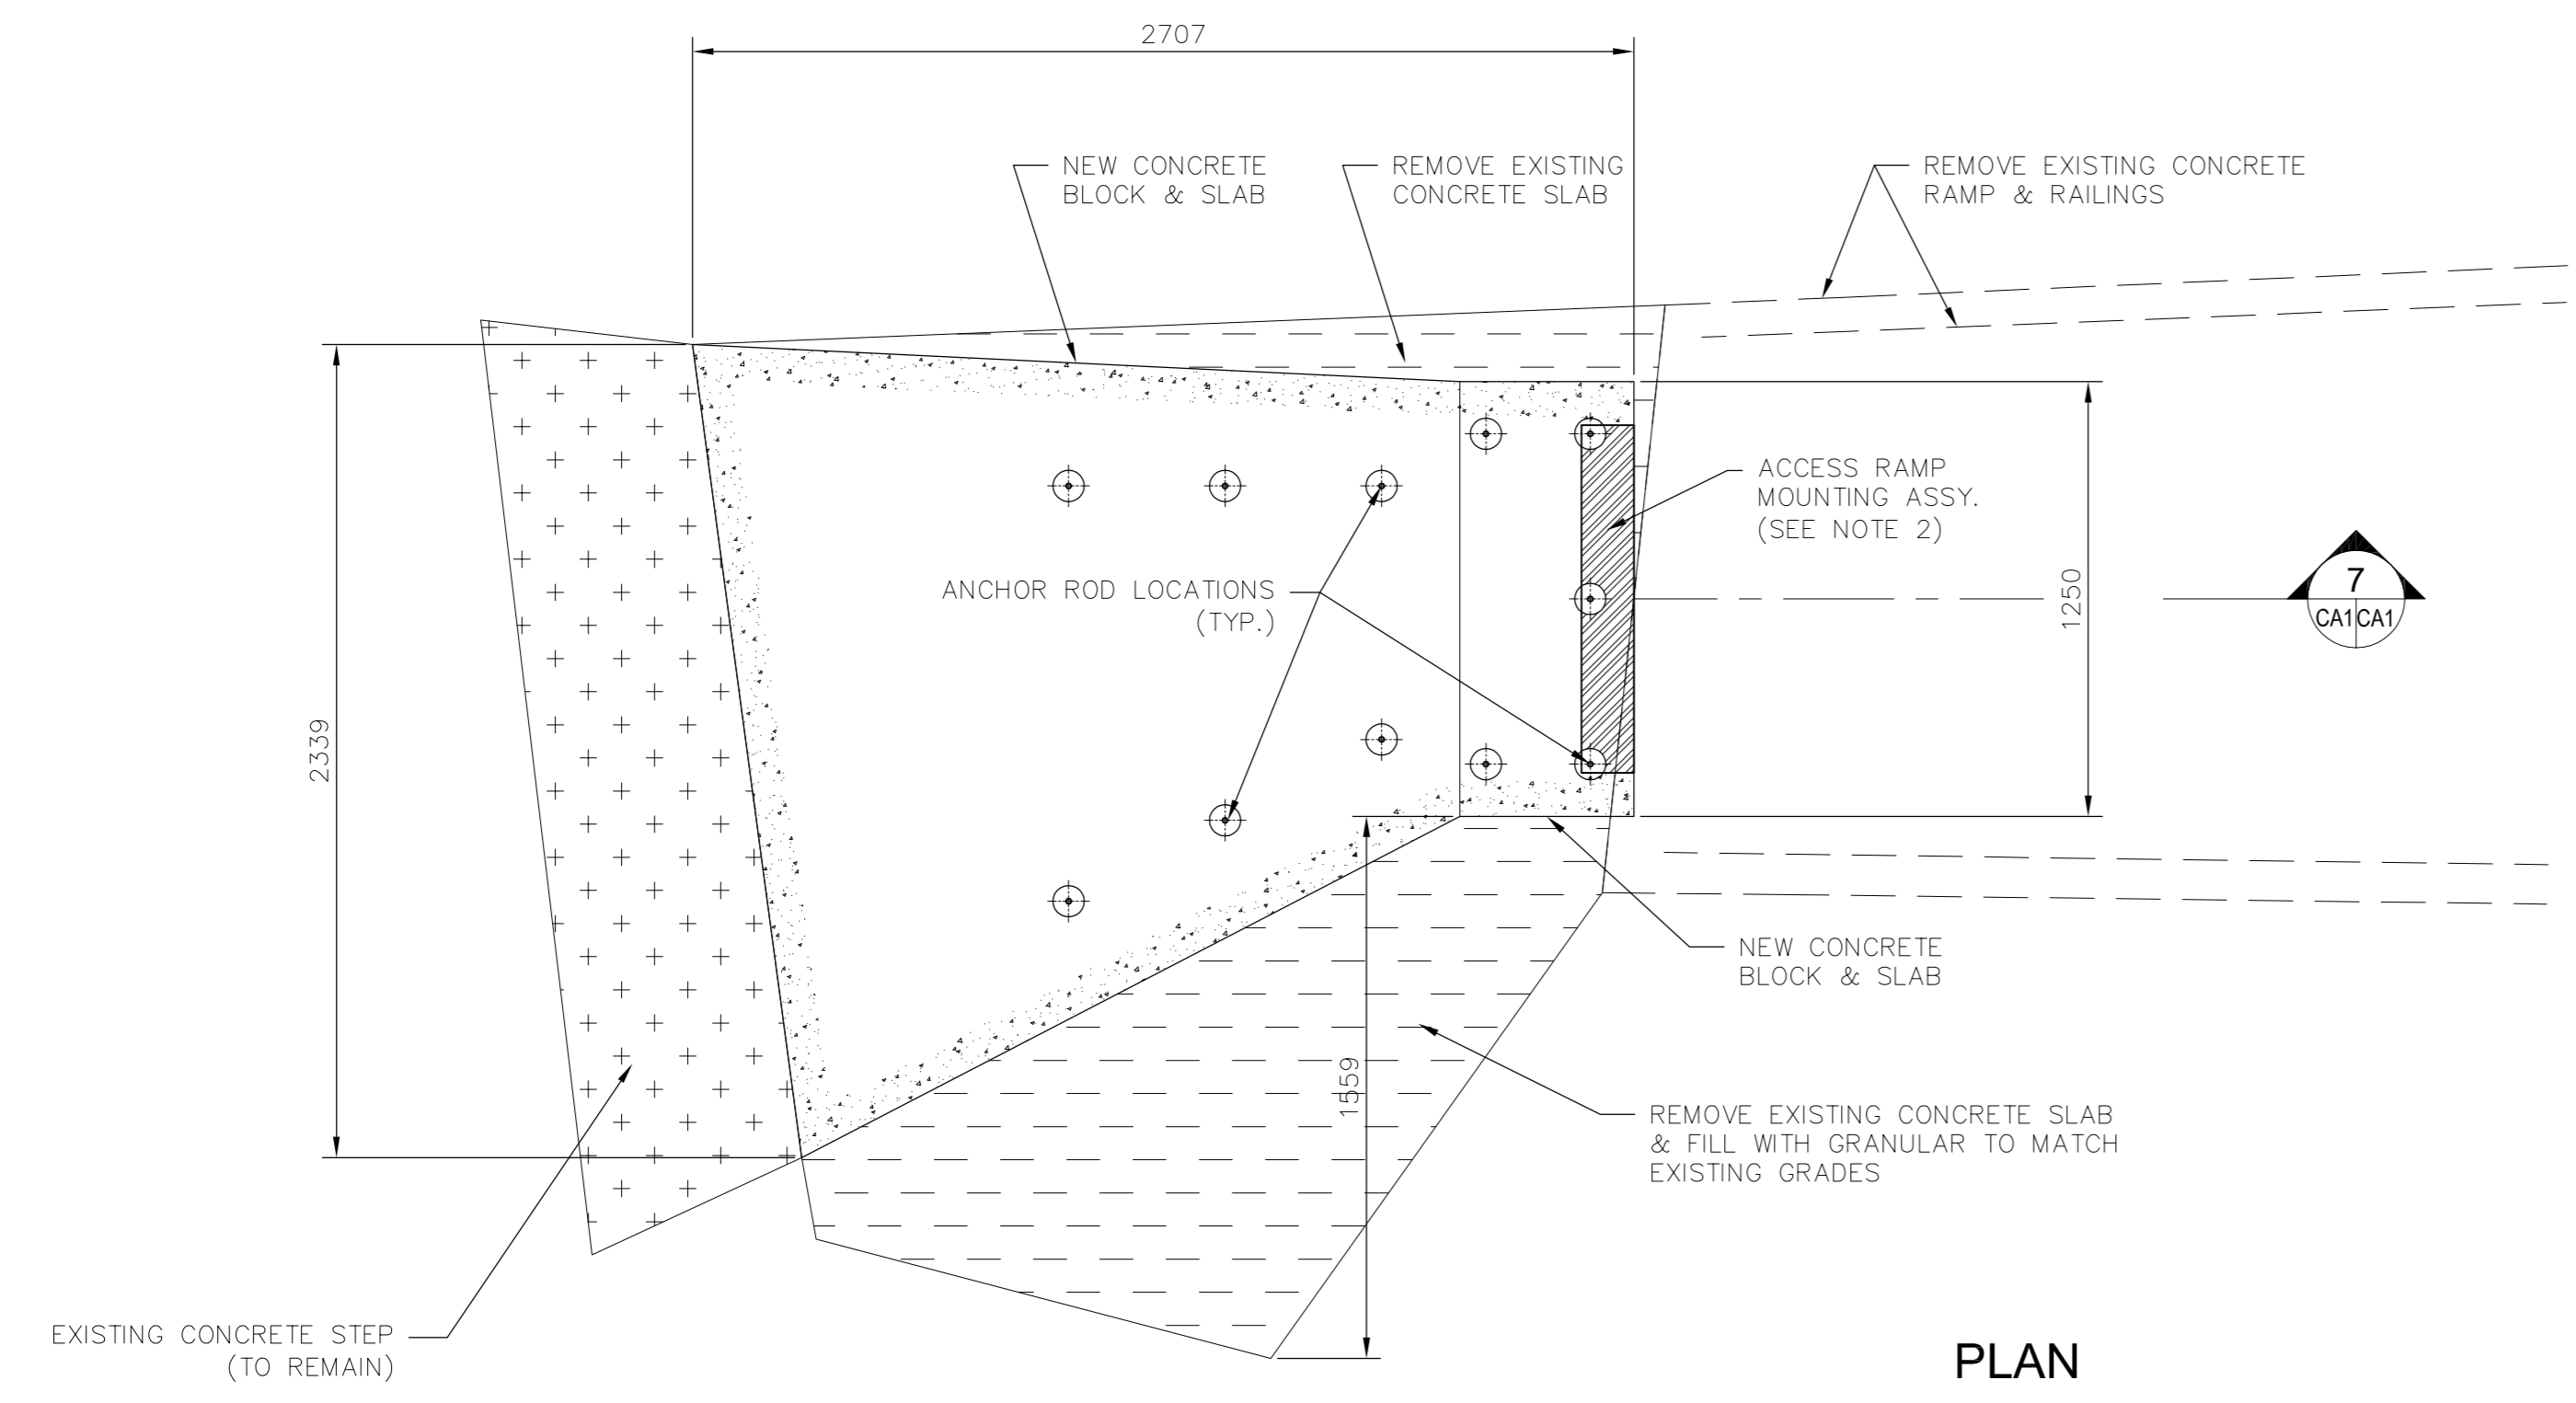 2707
NEW CONCRETE
BLOCK & SLAB
REMOVE EXISTING
CONCRETE SLAB
REMOVE EXISTING CONCRETE
RAMP & RAILINGS
ACCESS RAMP
MOUNTING ASSY.
(SEE NOTE 2)
ANCHOR ROD LOCATIONS
(TYP.)
7
CA1 CA1
1250
2339
NEW CONCRETE
BLOCK & SLAB
1559
REMOVE EXISTING CONCRETE SLAB
& FILL WITH GRANULAR TO MATCH
EXISTING GRADES
EXISTING CONCRETE STEP
(TO REMAIN)
PLAN